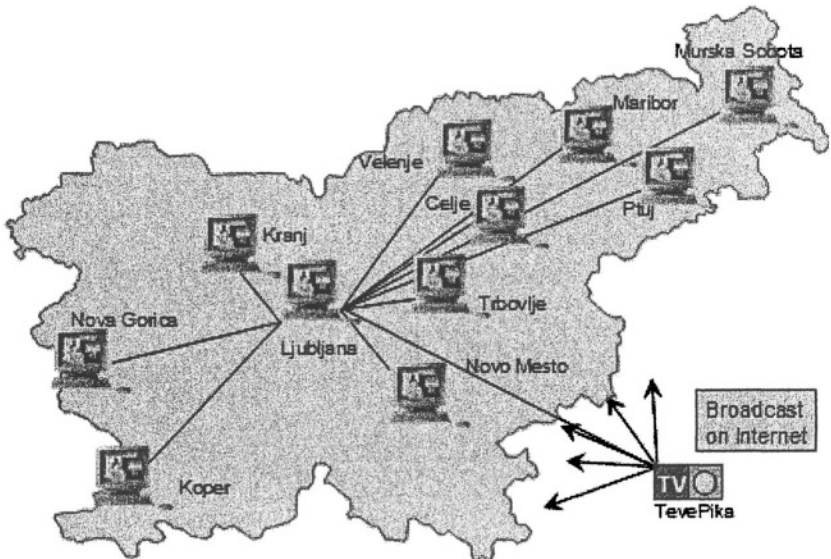 Murska Sobota
Maribor
Velenje
Celje
Ptuj
Kranj
Trbovlje
Nova Gorica
Ljubljana
Novo Mesto
Koper
Broadcast
on Internet
TV
TevePika